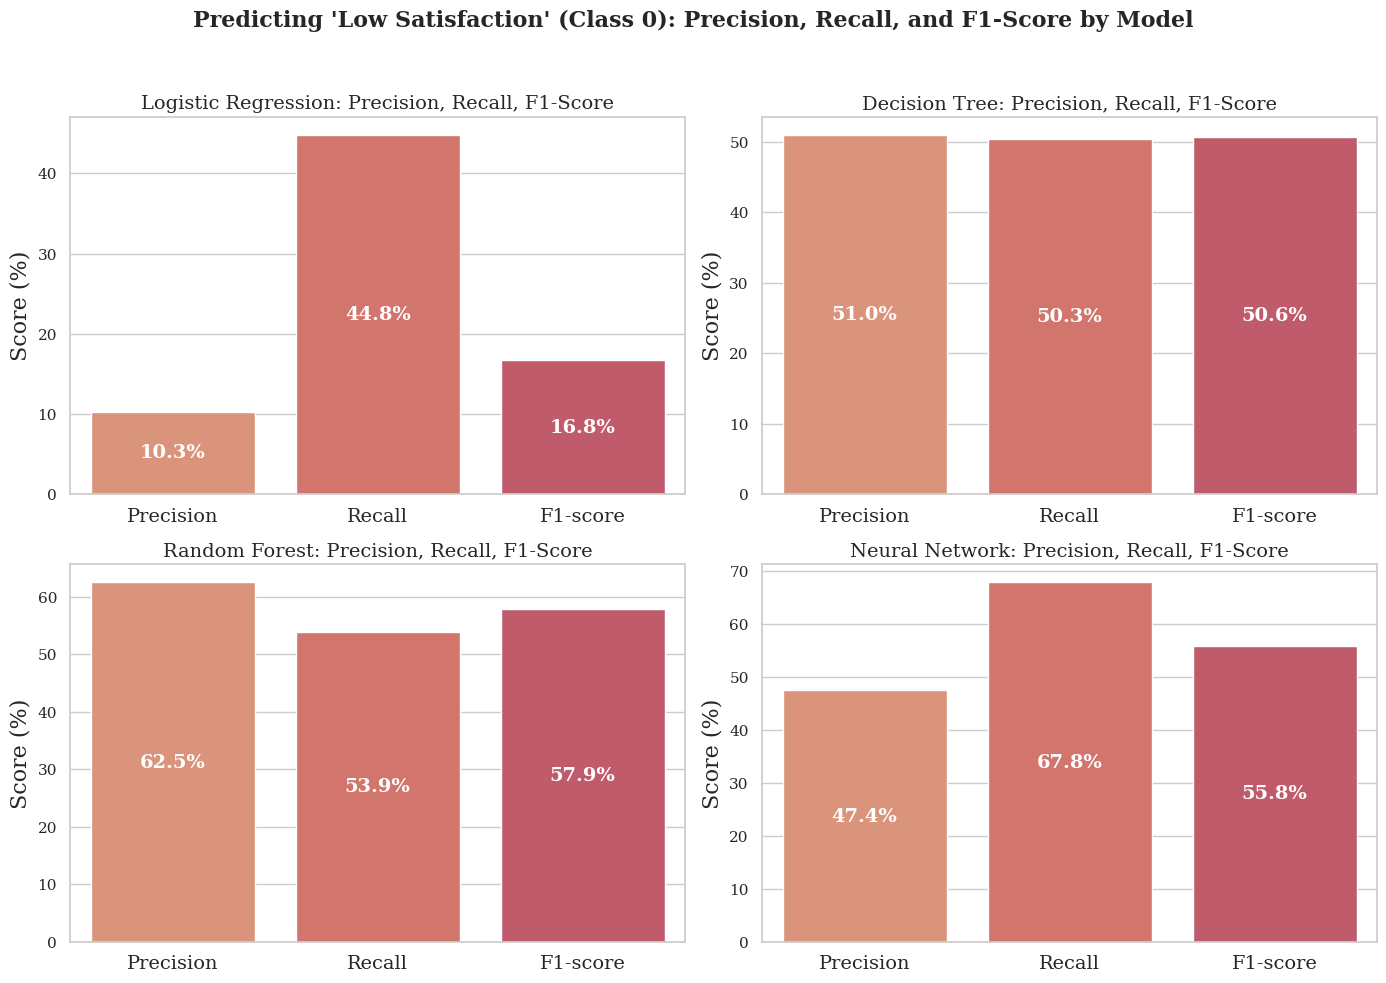 Predicting 'Low Satisfaction' (Class 0): Precision, Recall, and F1-Score by Model
Logistic Regression: Precision, Recall, F1-Score
Score (%)
40
30
20
10
0
10.3%
44.8%
16.8%
Precision Recall F1-score
Decision Tree: Precision, Recall, F1-Score
Score (%)
50
40
30
20
10
0
51.0%
50.3%
50.6%
Precision Recall F1-score
Random Forest: Precision, Recall, F1-Score
Score (%)
60
50
40
30
20
10
0
62.5%
53.9%
57.9%
Precision Recall F1-score
Neural Network: Precision, Recall, F1-Score
Score (%)
70
60
50
40
30
20
10
0
47.4%
67.8%
55.8%
Precision Recall F1-score